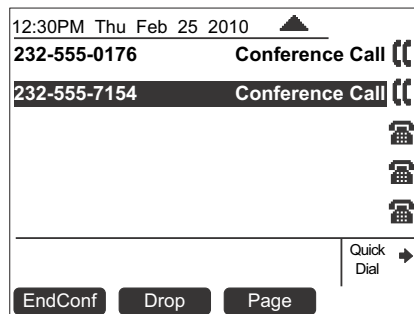 12:30PM Thu Feb 25 2010
232-555-0176 Conference Call
232-555-7154 Conference Call
Quick
Dial
EndConf Drop Page